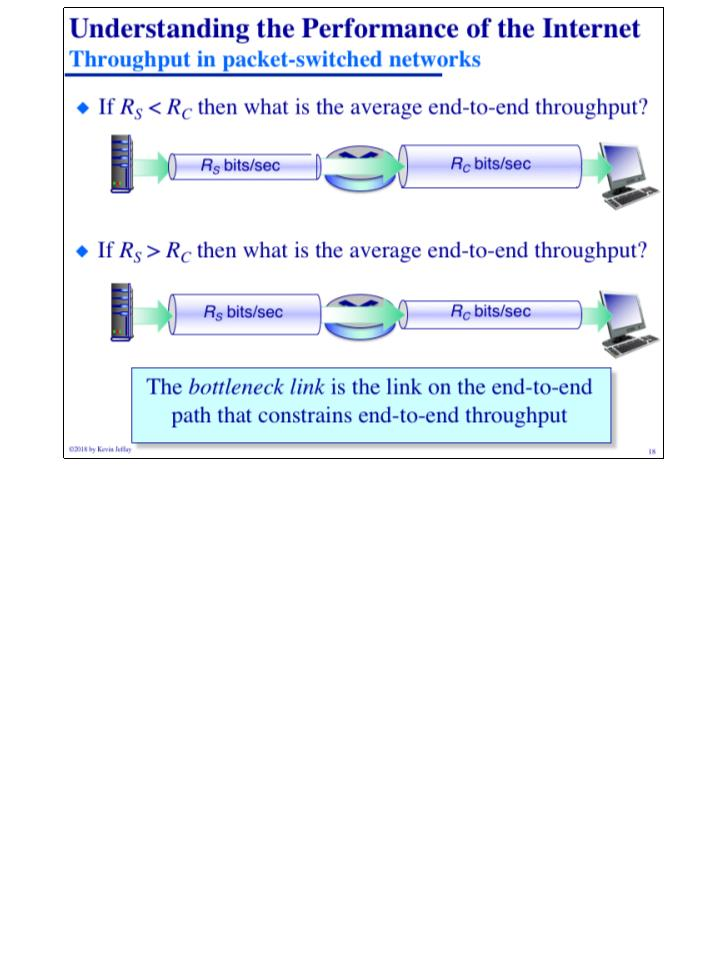 Understanding the Performance of the Internet
Throughput in packet-switched networks
◆ If R_S < R_C then what is the average end-to-end throughput?
R_S bits/sec
R_C bits/sec
◆ If R_S > R_C then what is the average end-to-end throughput?
R_S bits/sec
R_C bits/sec
The bottleneck link is the link on the end-to-end
path that constrains end-to-end throughput
©2018 by Kevin Jeffay
18